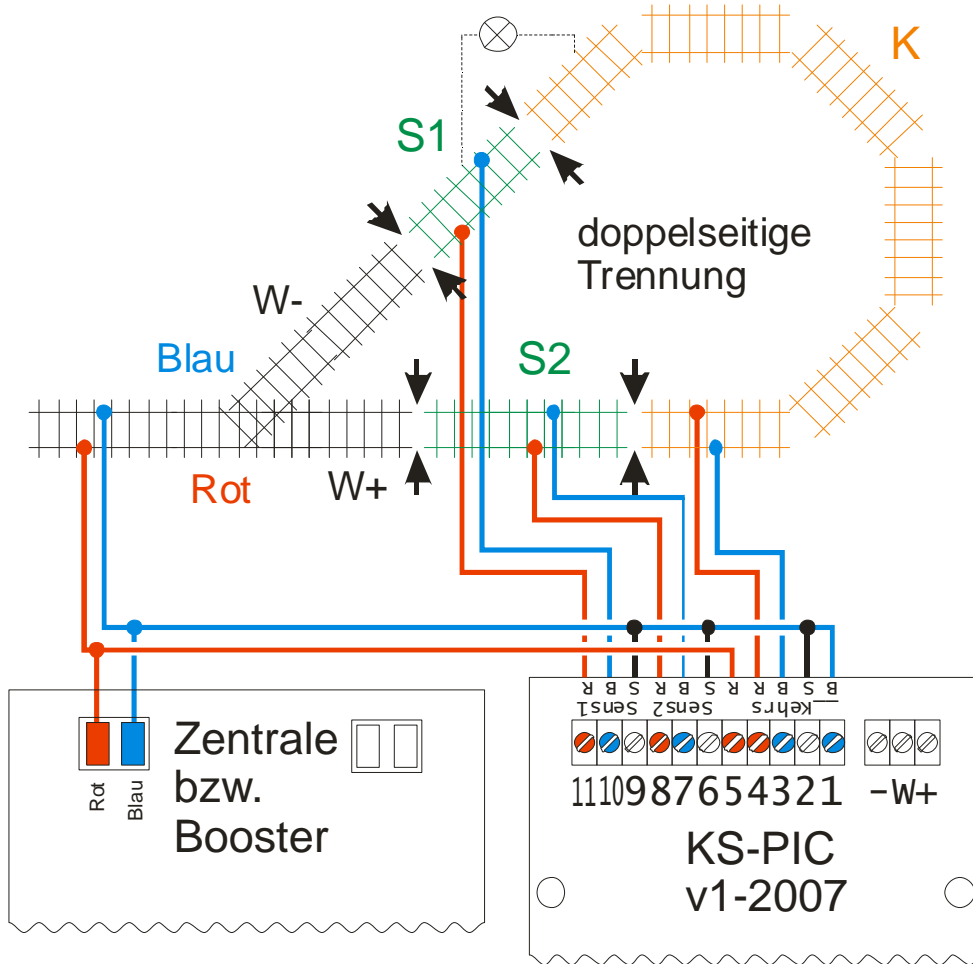 K
S1
doppelseitige
Trennung
W-
Blau
S2
Rot
W+
R B S R B S R R B S B
Sens1 Sens2 Kehrs
Zentrale
bzw.
Booster
Rot
Blau
11 10 9 8 7 6 5 4 3 2 1 -W+
KS-PIC
v1-2007